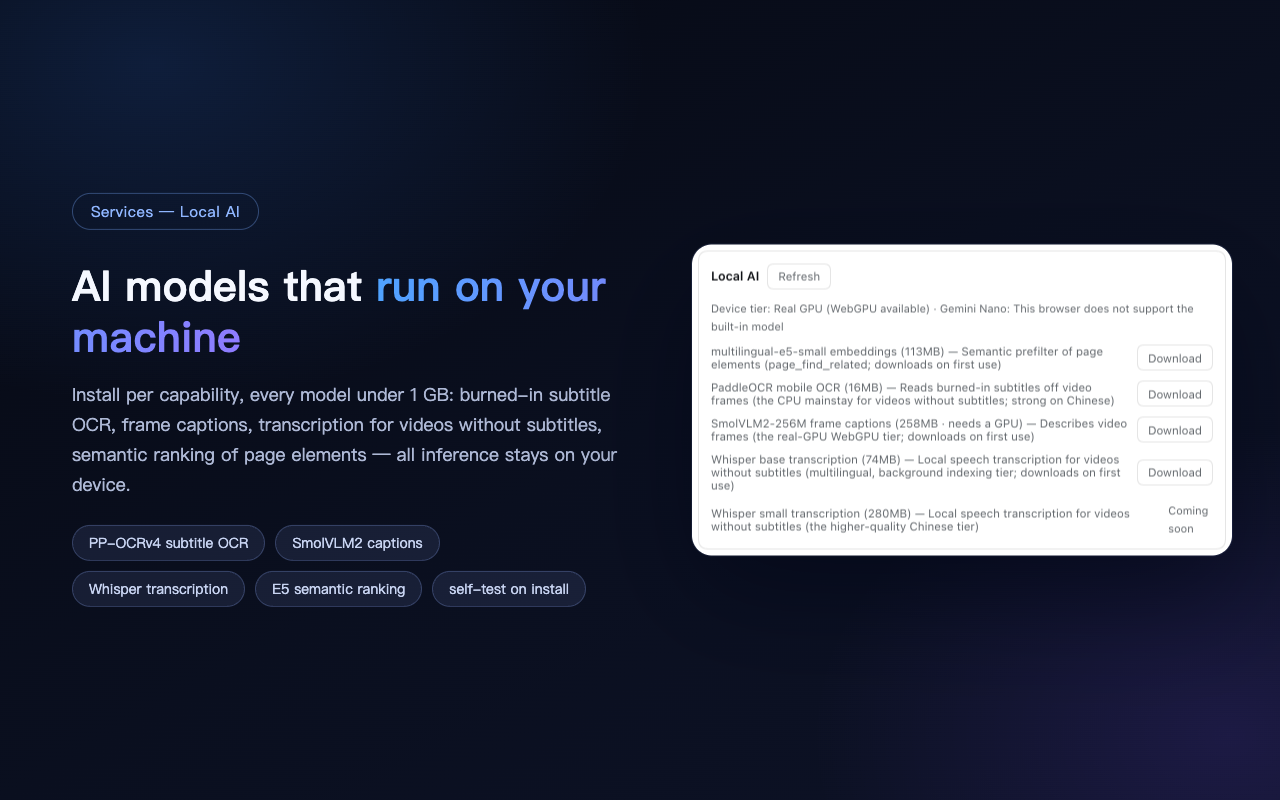 Services — Local AI
AI models that run on your
machine
Install per capability, every model under 1 GB: burned-in subtitle
OCR, frame captions, transcription for videos without subtitles,
semantic ranking of page elements — all inference stays on your
device.
PP-OCRv4 subtitle OCR
SmolVLM2 captions
Whisper transcription
E5 semantic ranking
self-test on install
Local AI
Refresh
Device tier: Real GPU (WebGPU available) · Gemini Nano: This browser does not support the
built-in model
multilingual-e5-small embeddings (113MB) — Semantic prefilter of page
elements (page_find_related; downloads on first use)
Download
PaddleOCR mobile OCR (16MB) — Reads burned-in subtitles off video
frames (the CPU mainstay for videos without subtitles; strong on Chinese)
Download
SmolVLM2-256M frame captions (258MB · needs a GPU) — Describes video
frames (the real-GPU WebGPU tier; downloads on first use)
Download
Whisper base transcription (74MB) — Local speech transcription for videos
without subtitles (multilingual, background indexing tier; downloads on first
use)
Download
Whisper small transcription (280MB) — Local speech transcription for videos
without subtitles (the higher-quality Chinese tier)
Coming
soon